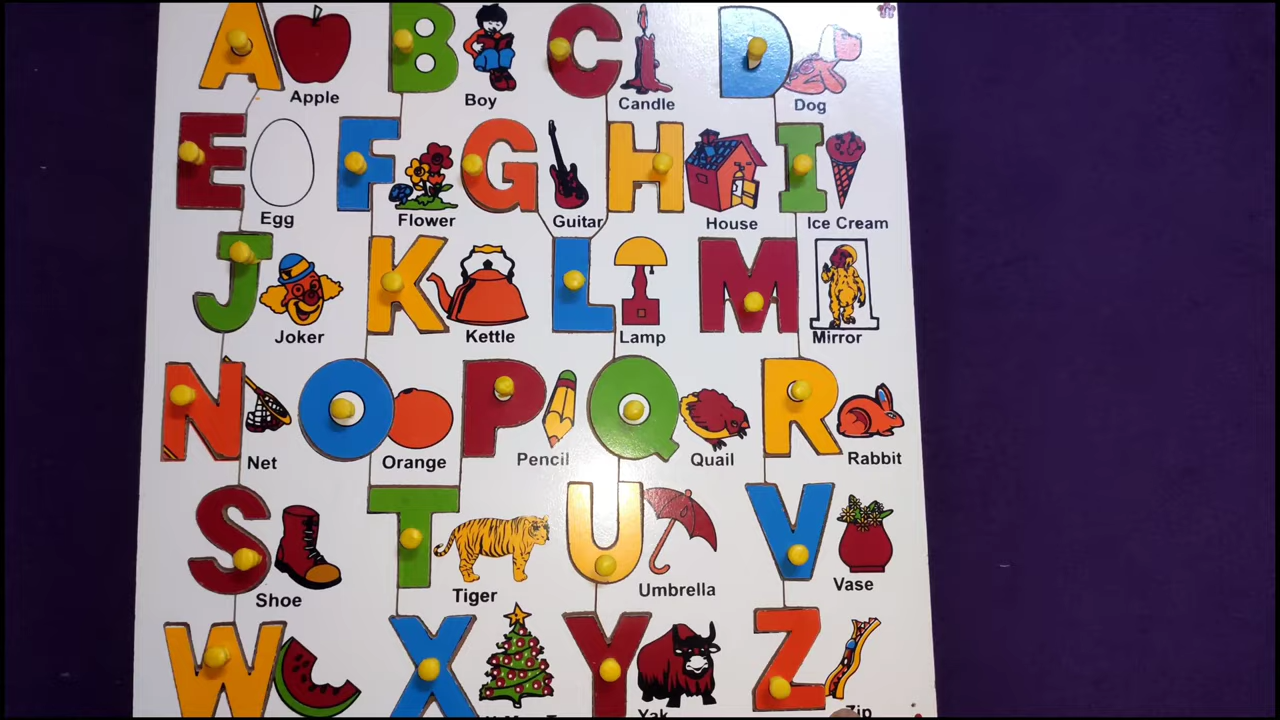 A B C D
Apple Boy Candle Dog
E F G H I
Egg Flower Guitar House Ice Cream
J K L M
Joker Kettle Lamp Mirror
N O P Q R
Net Orange Pencil Quail Rabbit
S T U V
Shoe Tiger Umbrella Vase
W X Y Z
Yak Zip